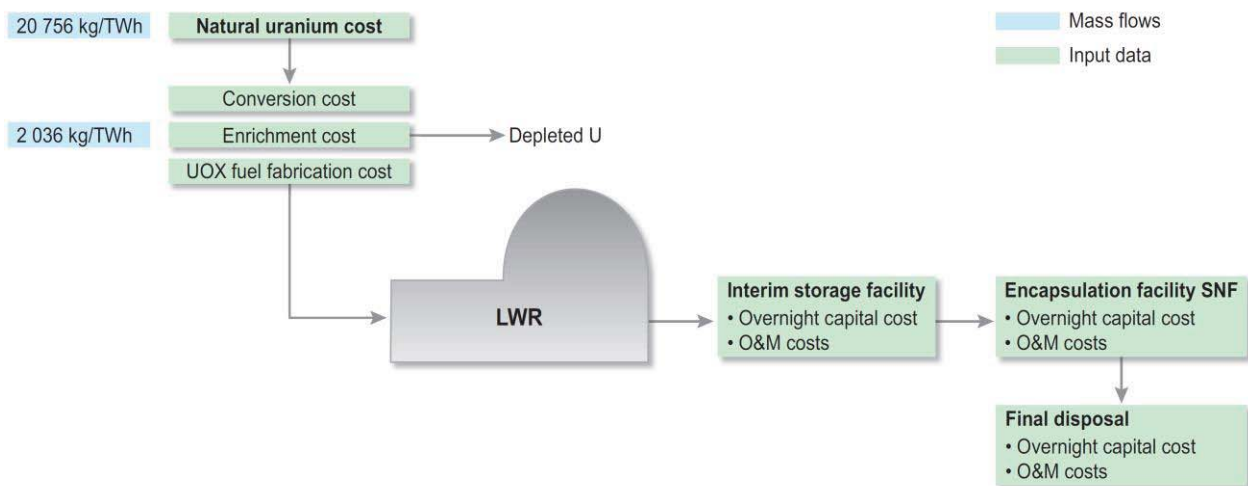 20 756 kg/TWh
Natural uranium cost
Mass flows
Input data
Conversion cost
2 036 kg/TWh
Enrichment cost
Depleted U
UOX fuel fabrication cost
LWR
Interim storage facility
• Overnight capital cost
• O&M costs
Encapsulation facility SNF
• Overnight capital cost
• O&M costs
Final disposal
• Overnight capital cost
• O&M costs